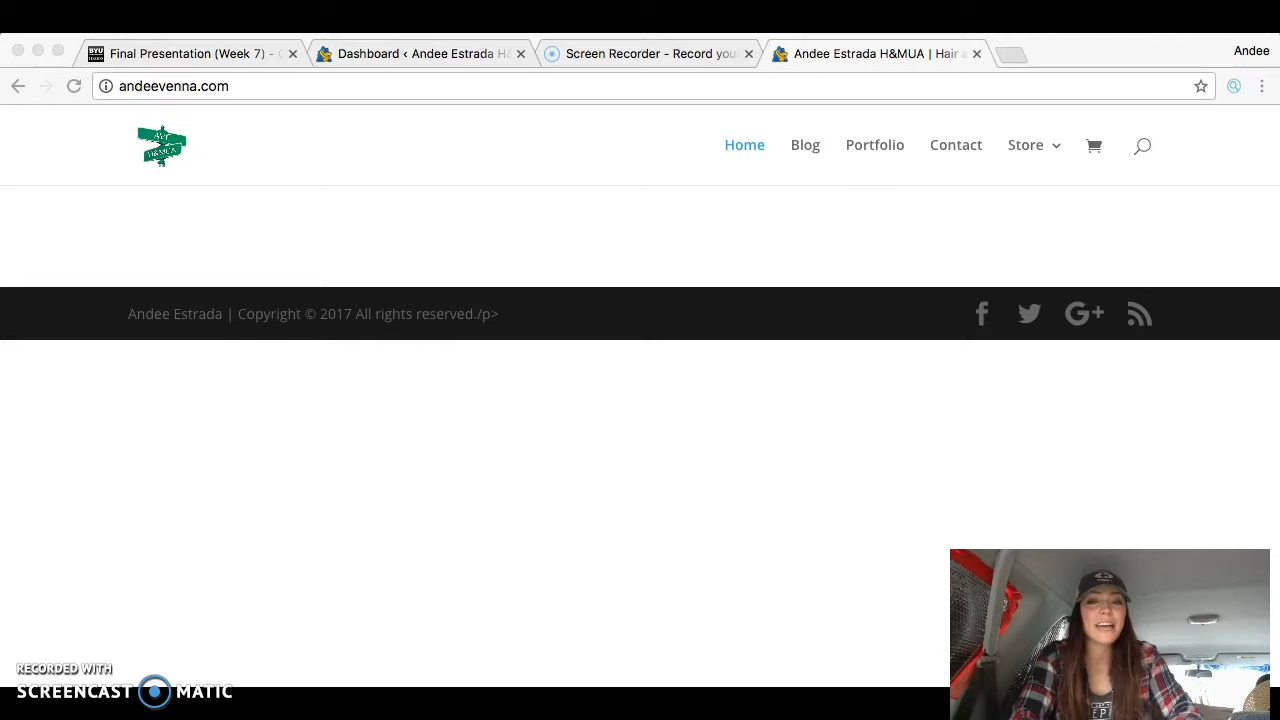 Final Presentation (Week 7) -
Dashboard ‹ Andee Estrada H
Screen Recorder - Record you
Andee Estrada H&MUA | Hair
Andee
andeevenna.com
Home
Blog
Portfolio
Contact
Store
Andee Estrada | Copyright © 2017 All rights reserved./p>
RECORDED WITH
SCREENCAST MATIC